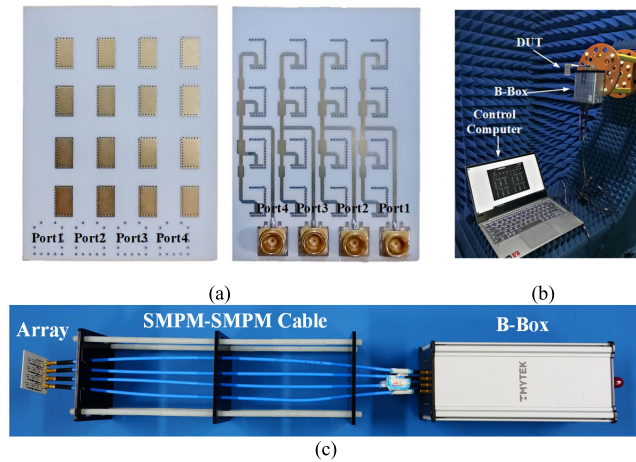 Port1 Port2 Port3 Port4
Port4 Port3 Port2 Port1
(a)
DUT
B-Box
Control
Computer
(b)
Array
SMPM-SMPM Cable
B-Box
TMYTEK
(c)